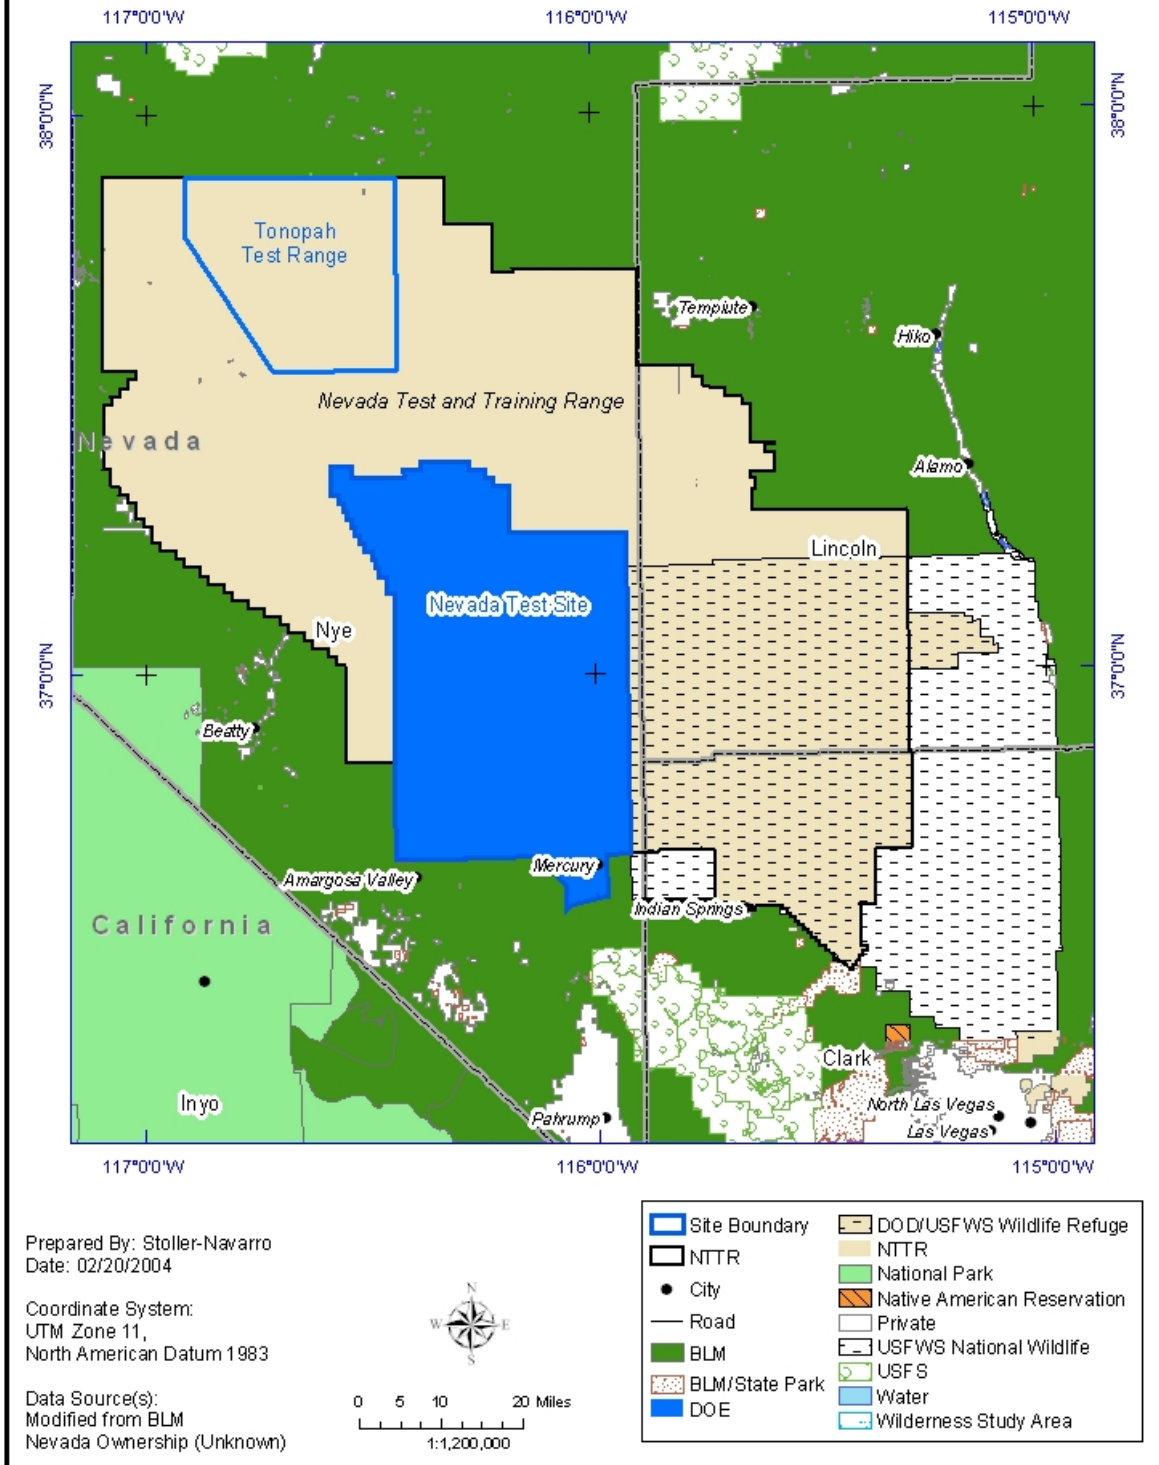 117°0'0"W 116°0'0"W 115°0'0"W
38°0'0"N
38°0'0"N
Tonopah
Test Range
Tempiute
Hiko
Nevada Test and Training Range
Nevada
Alamo
Lincoln
Nevada Test Site
Nye
37°0'0"N
37°0'0"N
Beatty
Mercury
Amargosa Valley
Indian Springs
California
Clark
Inyo
North Las Vegas
Pahrump
Las Vegas
117°0'0"W 116°0'0"W 115°0'0"W
Prepared By: Stoller-Navarro
Date: 02/20/2004
Coordinate System:
UTM Zone 11,
North American Datum 1983
Data Source(s):
Modified from BLM
Nevada Ownership (Unknown)
N
W E
S
0 5 10 20 Miles
1:1,200,000
Site Boundary
NTTR
City
Road
BLM
BLM/State Park
DOE
DOD/USFWS Wildlife Refuge
NTTR
National Park
Native American Reservation
Private
USFWS National Wildlife
USFS
Water
Wilderness Study Area